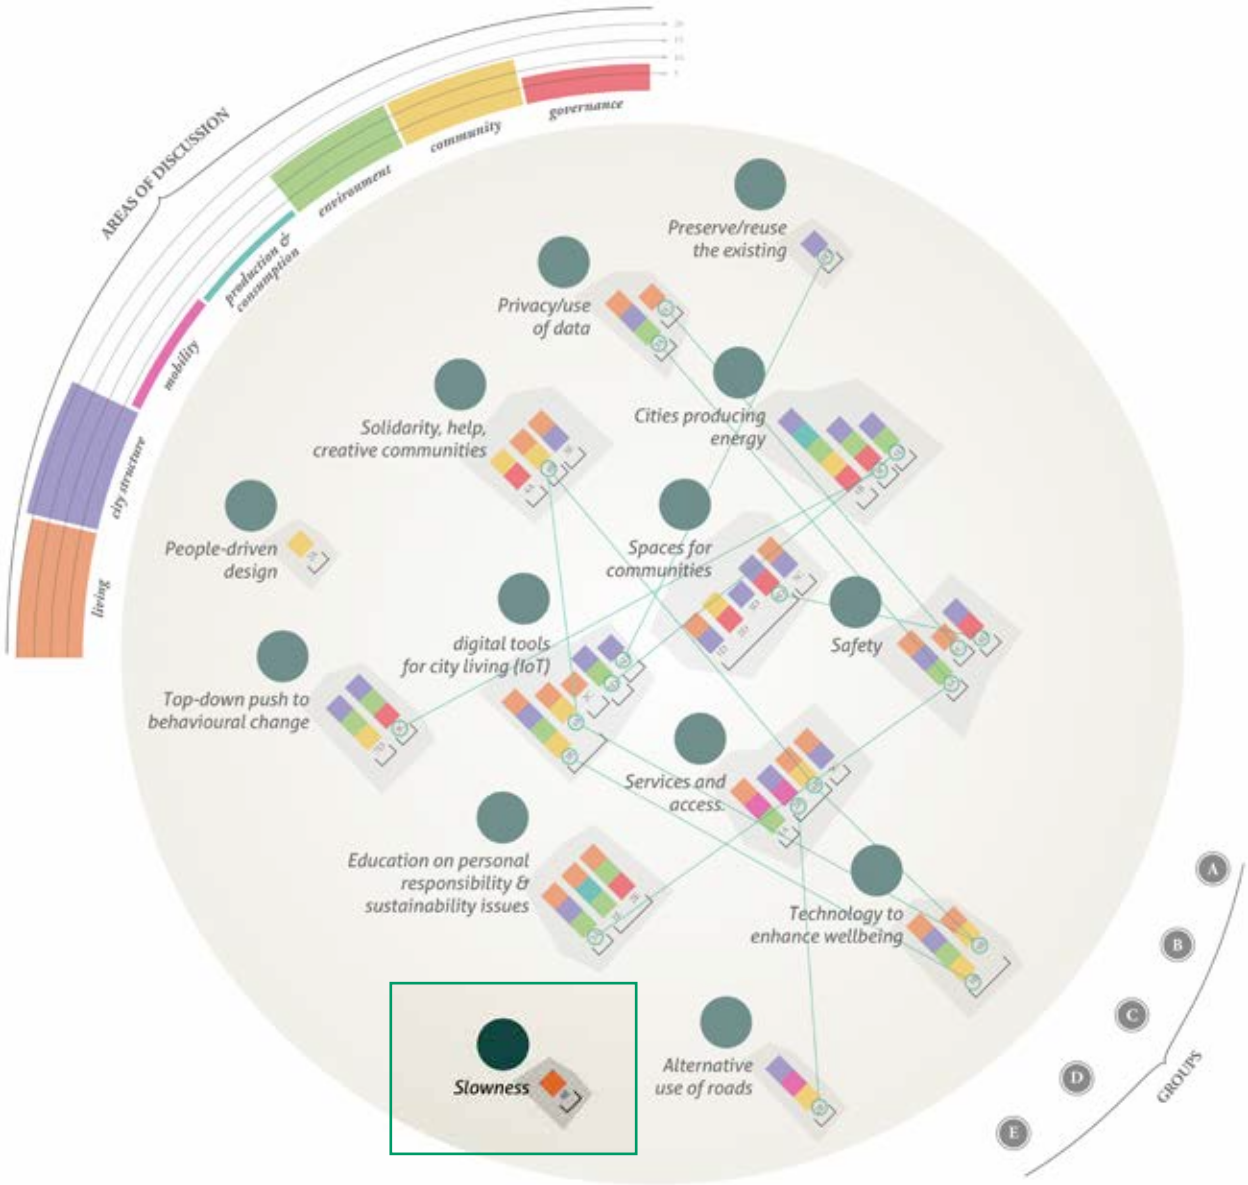 AREAS OF DISCUSSION
governance
community
environment
production &
consumption
mobility
city structure
living
Preserve/reuse
the existing
Privacy/use
of data
Cities producing
energy
Solidarity, help,
creative communities
People-driven
design
Spaces for
communities
Safety
digital tools
for city living (IoT)
Top-down push to
behavioural change
Services and
access
Education on personal
responsibility &
sustainability issues
Technology to
enhance wellbeing
Slowness
Alternative
use of roads
A
B
C
D
E
GROUPS